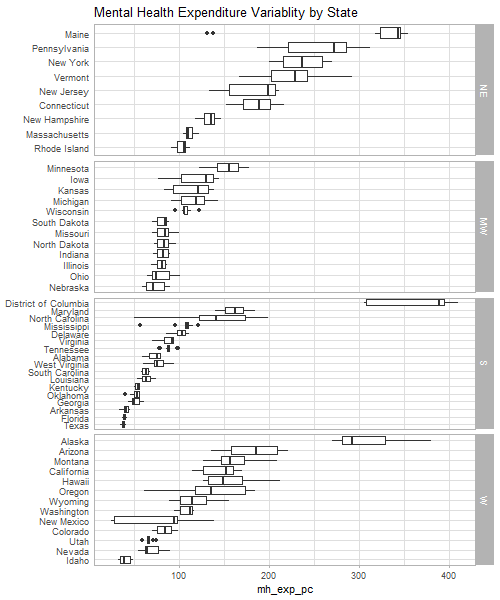 Mental Health Expenditure Variablity by State
Maine
Pennsylvania
New York
Vermont
New Jersey
Connecticut
New Hampshire
Massachusetts
Rhode Island
NE
Minnesota
Iowa
Kansas
Michigan
Wisconsin
South Dakota
Missouri
North Dakota
Indiana
Illinois
Ohio
Nebraska
MW
District of Columbia
Maryland
North Carolina
Mississippi
Delaware
Virginia
Tennessee
Alabama
West Virginia
South Carolina
Louisiana
Kentucky
Oklahoma
Georgia
Arkansas
Florida
Texas
S
Alaska
Arizona
Montana
California
Hawaii
Oregon
Wyoming
Washington
New Mexico
Colorado
Utah
Nevada
Idaho
W
100 200 300 400
mh_exp_pc